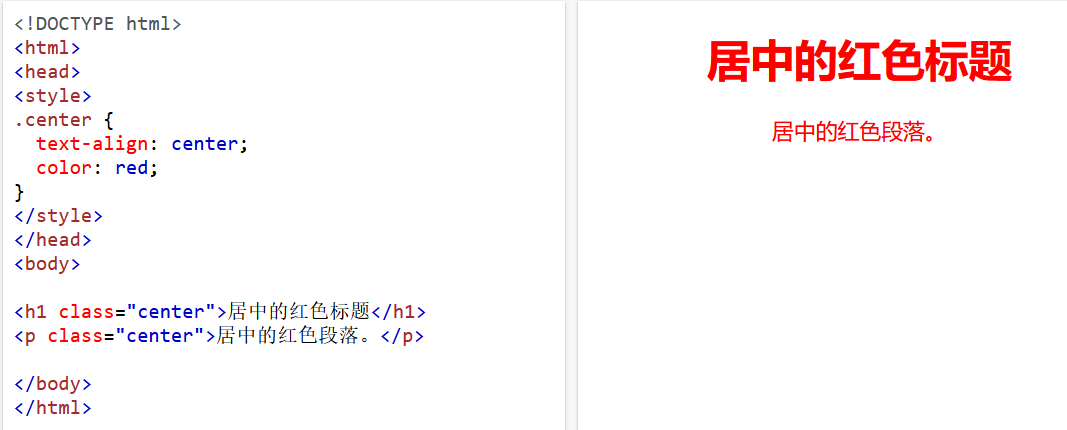 <!DOCTYPE html>
<html>
<head>
<style>
.center {
  text-align: center;
  color: red;
}
</style>
</head>
<body>

<h1 class="center">居中的红色标题</h1>
<p class="center">居中的红色段落。</p>

</body>
</html>
居中的红色标题
居中的红色段落。